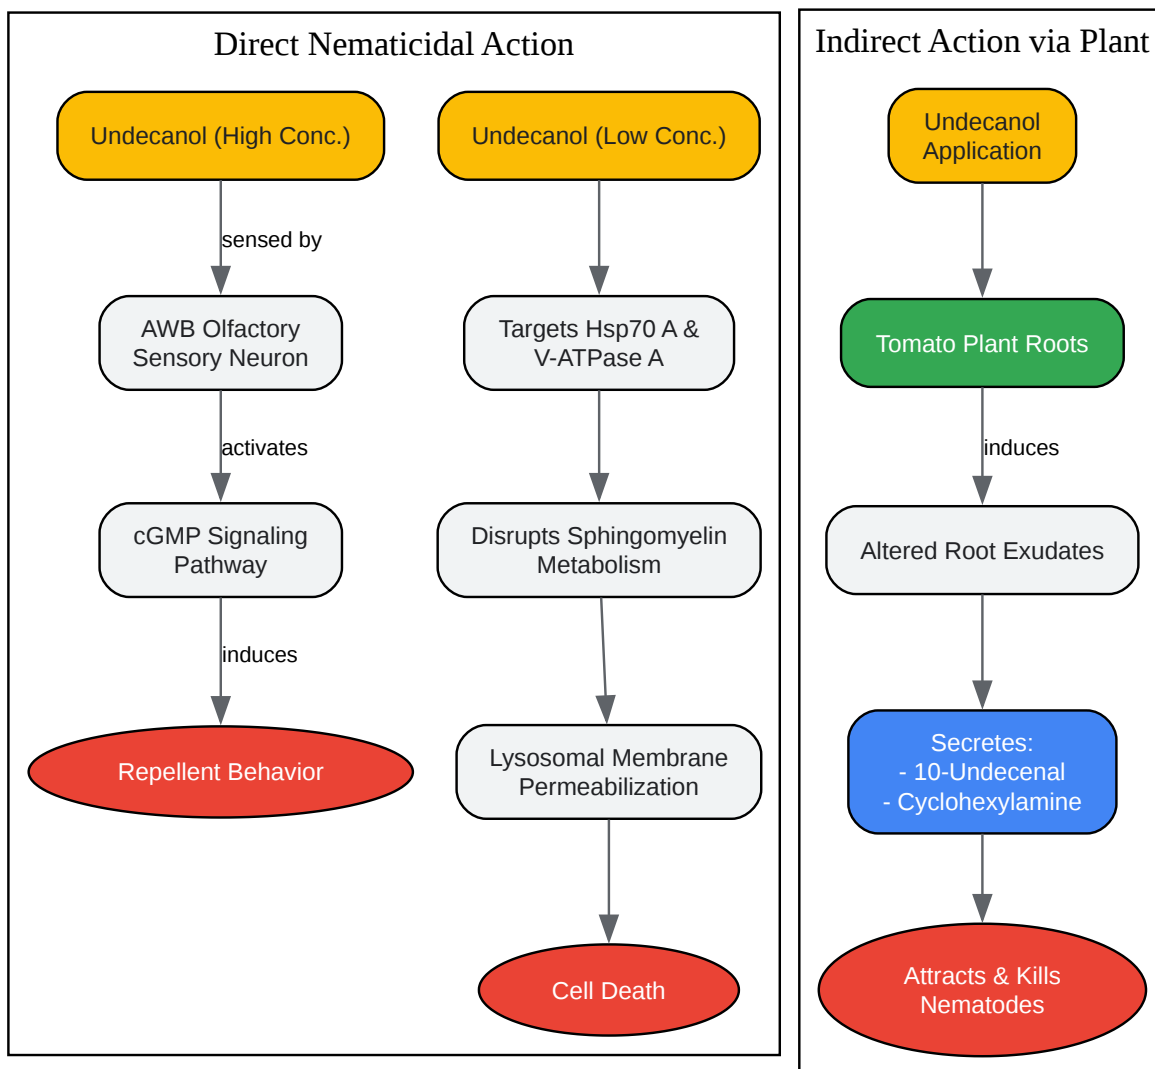 Direct Nematicidal Action
Undecanol (High Conc.)
sensed by
AWB Olfactory
Sensory Neuron
activates
cGMP Signaling
Pathway
induces
Repellent Behavior
Undecanol (Low Conc.)
Targets Hsp70 A &
V-ATPase A
Disrupts Sphingomyelin
Metabolism
Lysosomal Membrane
Permeabilization
Cell Death
Indirect Action via Plant
Undecanol
Application
Tomato Plant Roots
induces
Altered Root Exudates
Secretes:
- 10-Undecenal
- Cyclohexylamine
Attracts & Kills
Nematodes